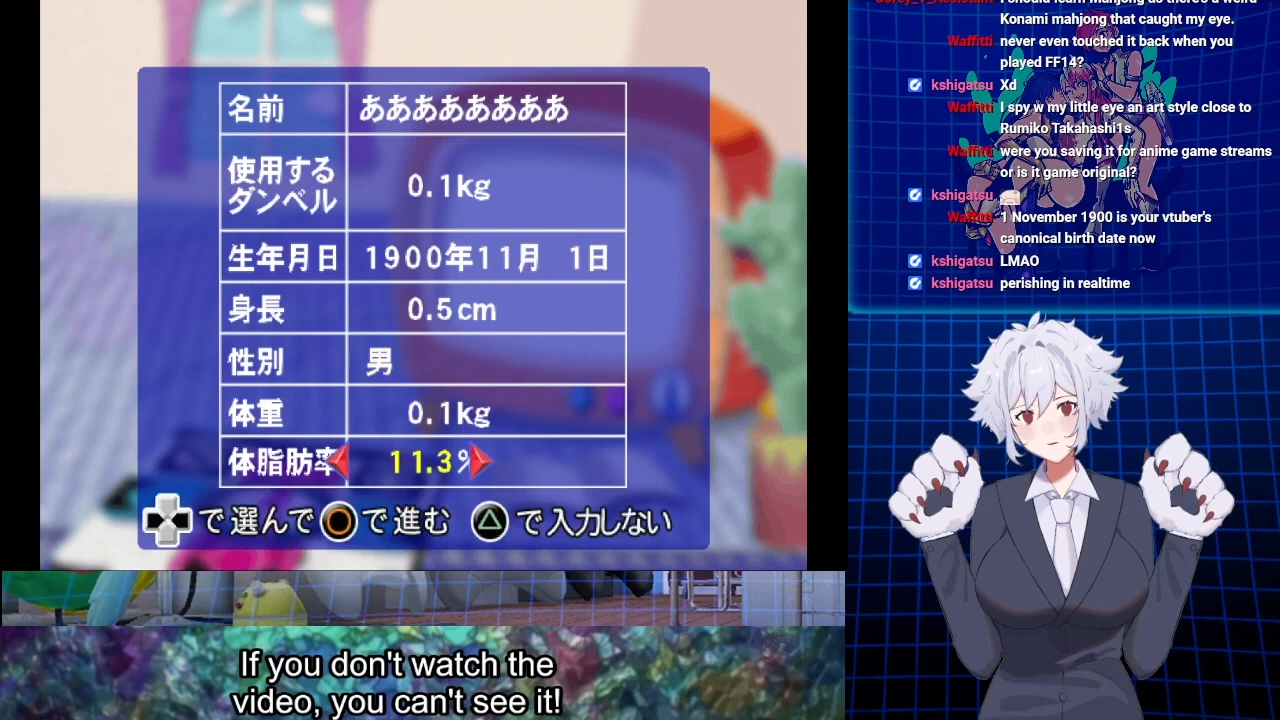 名前 ああああああああ
使用する
ダンベル 0.1kg
生年月日 1900年11月 1日
身長 0.5cm
性別 男
体重 0.1kg
体脂肪率 11.3%
で選んで で進む で入力しない
If you don't watch the
video, you can't see it!
Konami mahjong that caught my eye.
Waffitti never even touched it back when you
played FF14?
kshigatsu Xd
Waffitti I spy w my little eye an art style close to
Rumiko Takahashi1s
Waffitti were you saving it for anime game streams
or is it game original?
kshigatsu
Waffitti 1 November 1900 is your vtuber's
canonical birth date now
kshigatsu LMAO
kshigatsu perishing in realtime